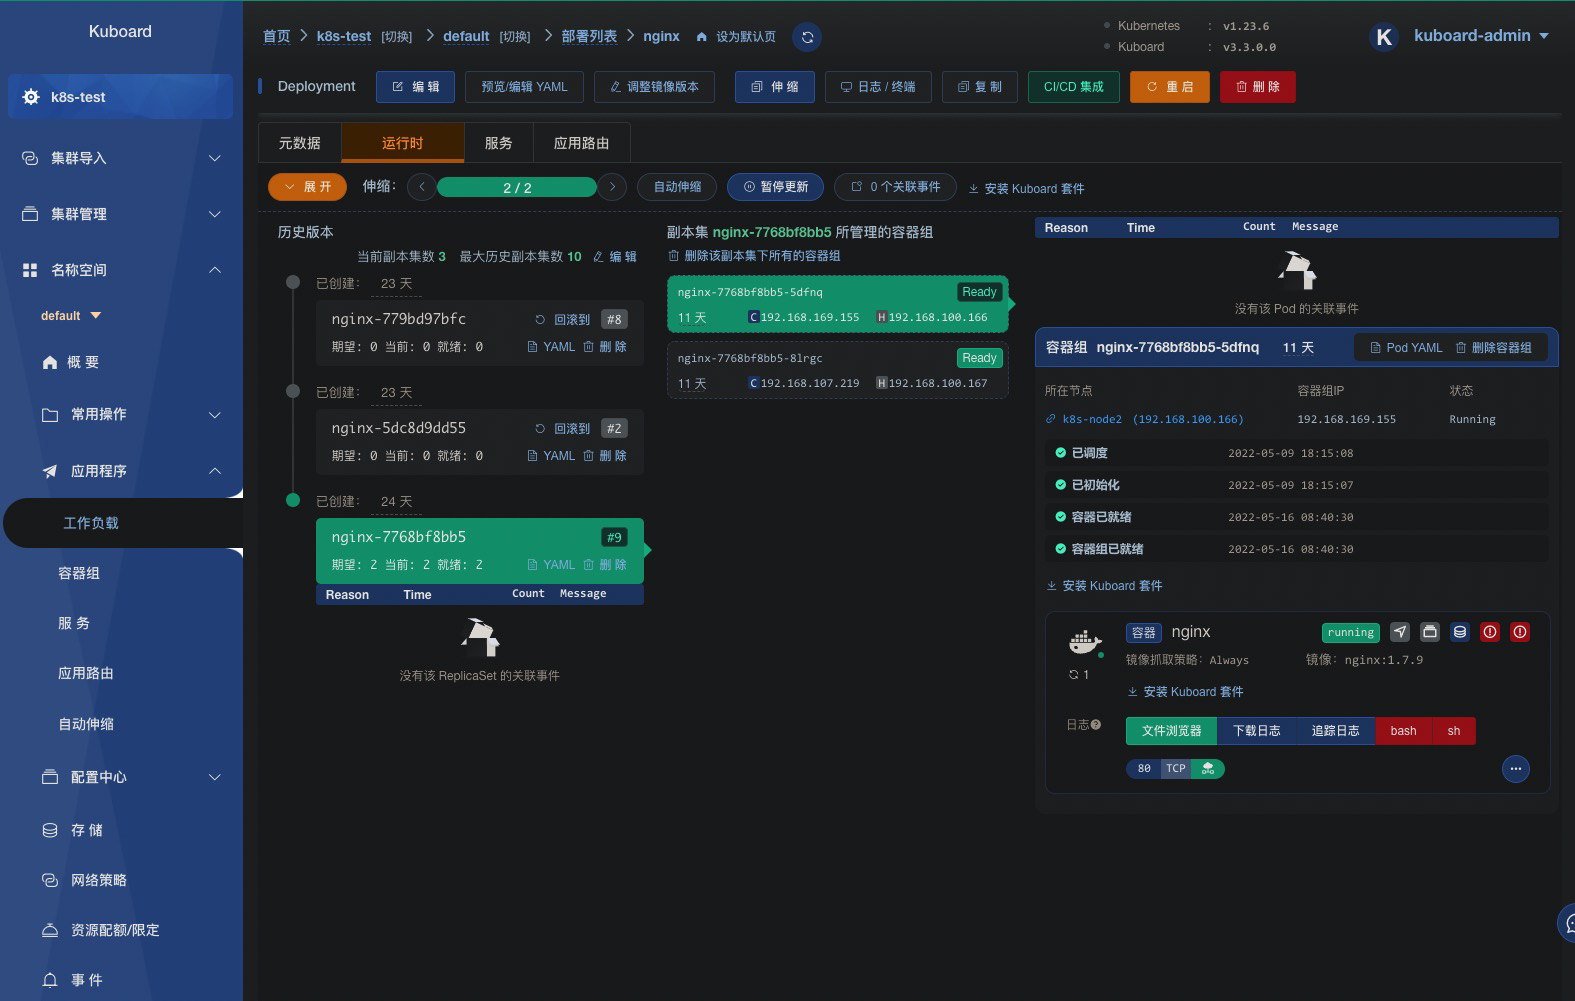 Kuboard
k8s-test
集群导入
集群管理
名称空间
default
概 要
常用操作
应用程序
工作负载
容器组
服 务
应用路由
自动伸缩
配置中心
存 储
网络策略
资源配额/限定
事 件
首页 k8s-test [切换] default [切换] 部署列表 nginx 设为默认页
Kubernetes : v1.23.6
Kuboard : v3.3.0.0
K kuboard-admin
Deployment 编 辑 预览/编辑 YAML 调整镜像版本 伸 缩 日志 / 终端 复 制 CI/CD 集成 重 启 删 除
元数据 运行时 服务 应用路由
展 开 伸缩: 2 / 2 自动伸缩 暂停更新 0 个关联事件 安装 Kuboard 套件
历史版本
当前副本集数 3 最大历史副本集数 10 编 辑
已创建: 23 天
nginx-779bd97bfc 回滚到 #8
期望: 0 当前: 0 就绪: 0 YAML 删 除
已创建: 23 天
nginx-5dc8d9dd55 回滚到 #2
期望: 0 当前: 0 就绪: 0 YAML 删 除
已创建: 24 天
nginx-7768bf8bb5 #9
期望: 2 当前: 2 就绪: 2 YAML 删 除
Reason Time Count Message
没有该 ReplicaSet 的关联事件
副本集 nginx-7768bf8bb5 所管理的容器组
删除该副本集下所有的容器组
nginx-7768bf8bb5-5dfnq Ready
11 天 C 192.168.169.155 H 192.168.100.166
nginx-7768bf8bb5-8lrgc Ready
11 天 C 192.168.107.219 H 192.168.100.167
Reason Time Count Message
没有该 Pod 的关联事件
容器组 nginx-7768bf8bb5-5dfnq 11 天 Pod YAML 删除容器组
所在节点 容器组IP 状态
k8s-node2 (192.168.100.166) 192.168.169.155 Running
已调度 2022-05-09 18:15:08
已初始化 2022-05-09 18:15:07
容器已就绪 2022-05-16 08:40:30
容器组已就绪 2022-05-16 08:40:30
安装 Kuboard 套件
容器 nginx running
镜像抓取策略: Always 镜像: nginx:1.7.9
1
安装 Kuboard 套件
日志 文件浏览器 下载日志 追踪日志 bash sh
80 TCP